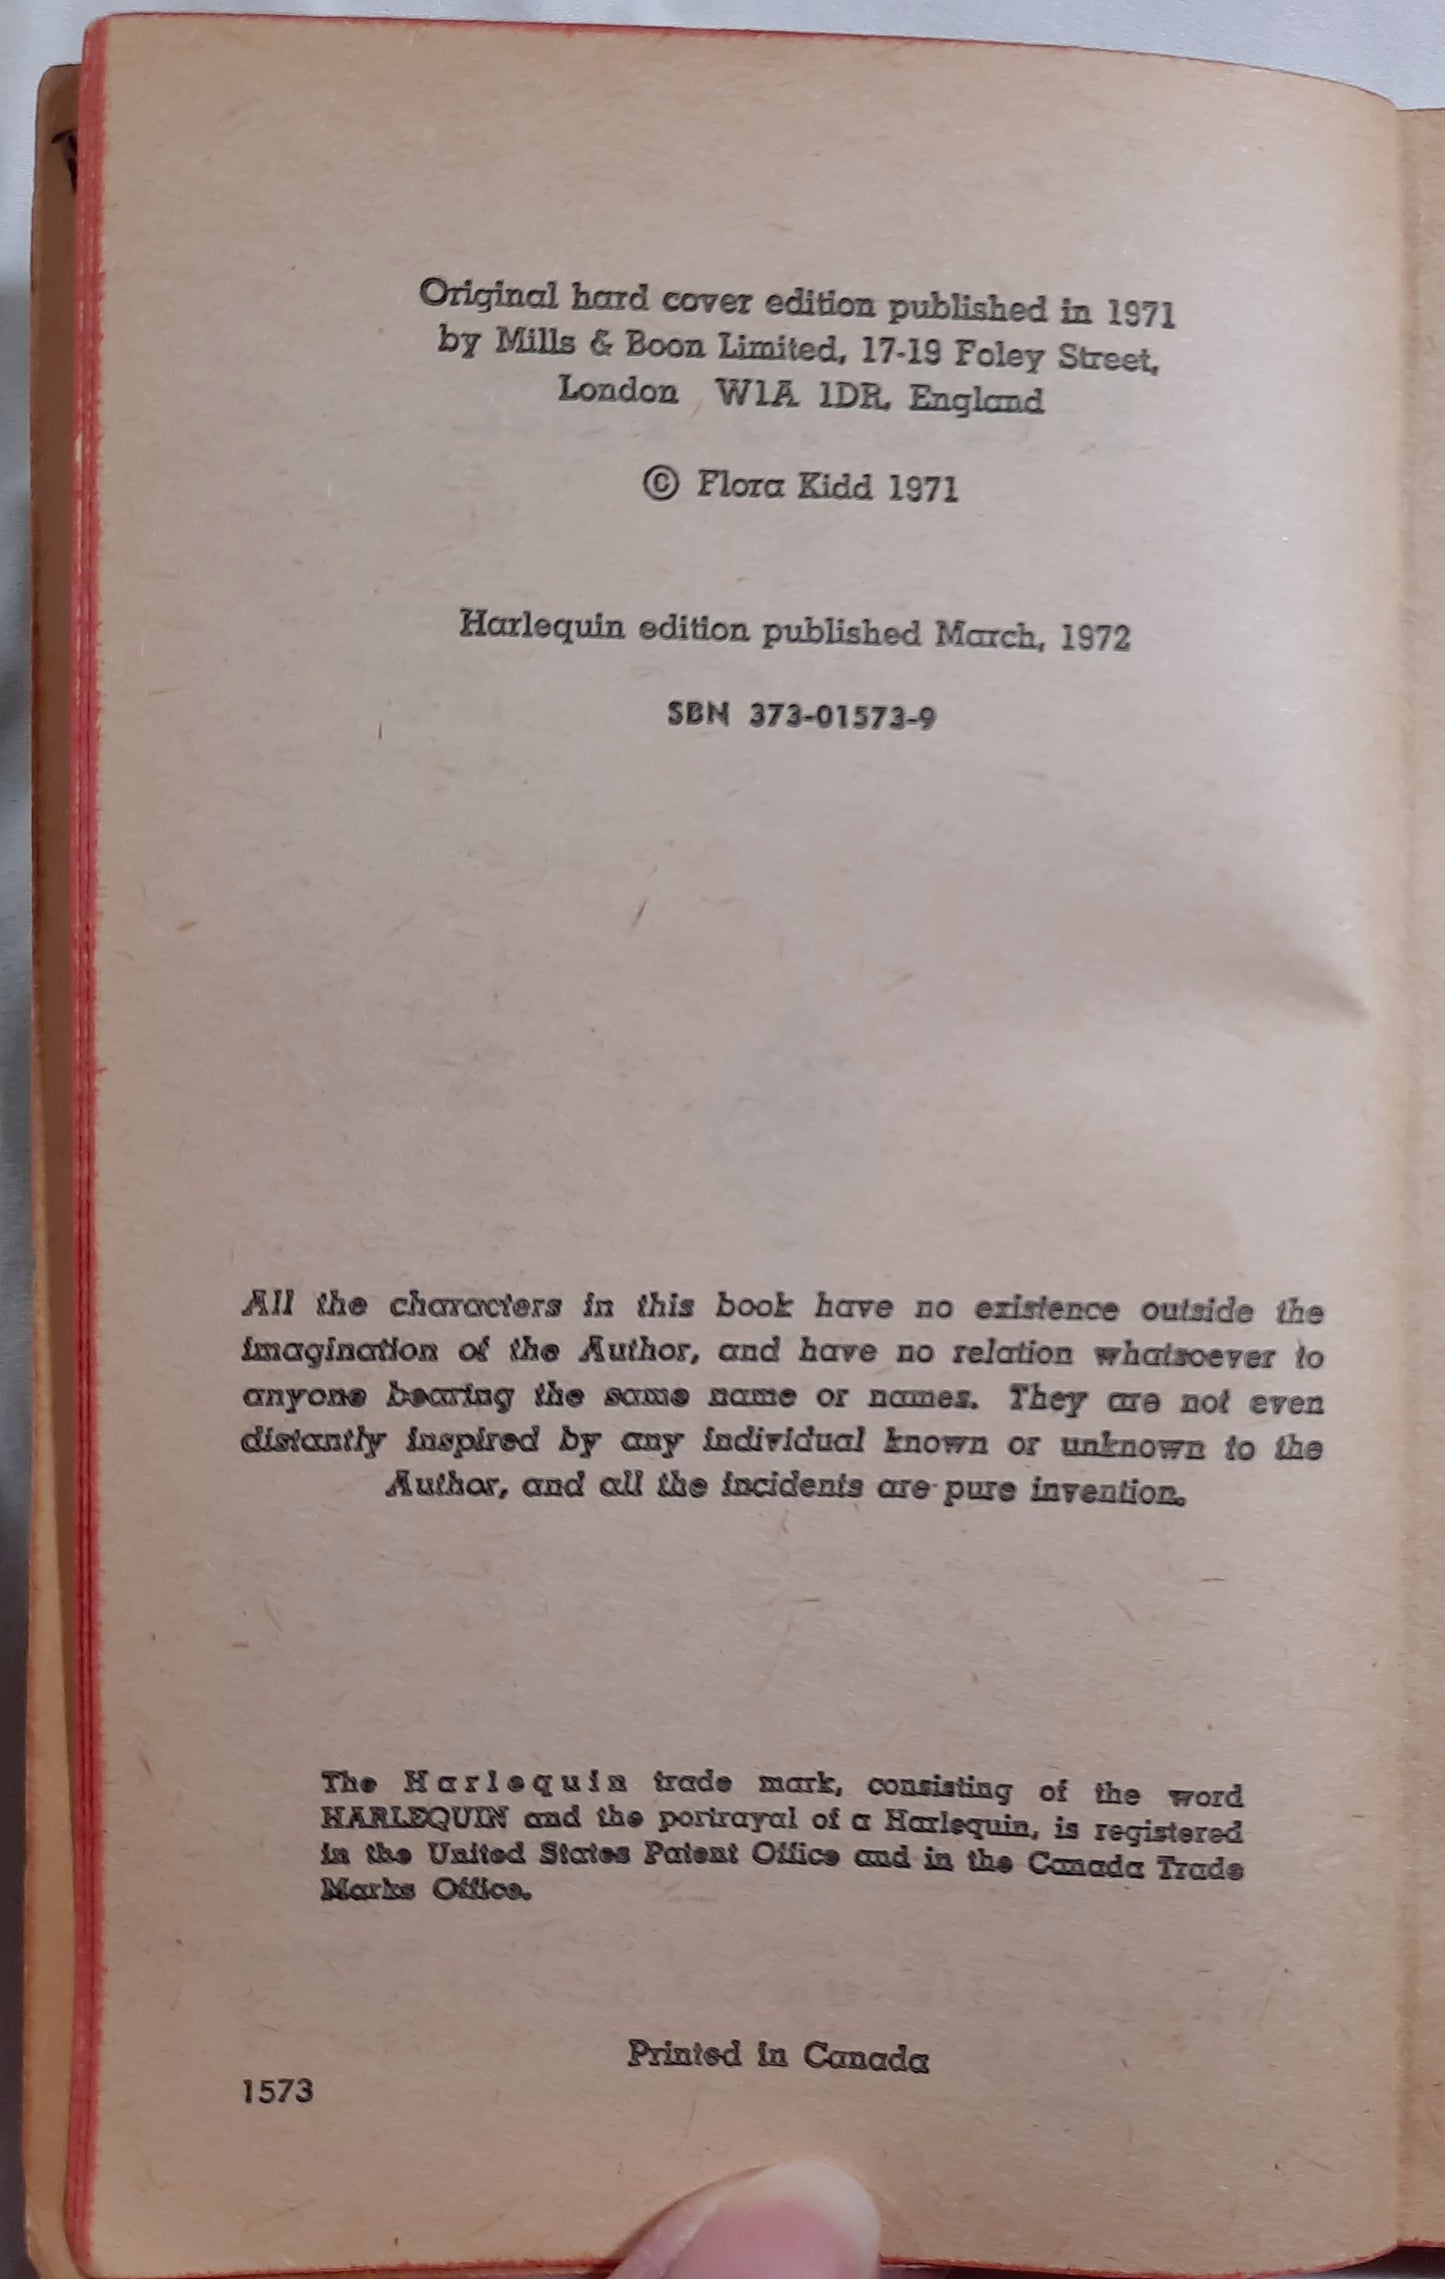 Original hard cover edition published in 1971
by Mills & Boon Limited, 17-19 Foley Street,
London W1A 1DR, England
© Flora Kidd 1971
Harlequin edition published March, 1972
SBN 373-01573-9
All the characters in this book have no existence outside the
imagination of the Author, and have no relation whatsoever to
anyone bearing the same name or names. They are not even
distantly inspired by any individual known or unknown to the
Author, and all the incidents are pure invention.
The Harlequin trade mark, consisting of the word
HARLEQUIN and the portrayal of a Harlequin, is registered
in the United States Patent Office and in the Canada Trade
Marks Office.
Printed in Canada
1573